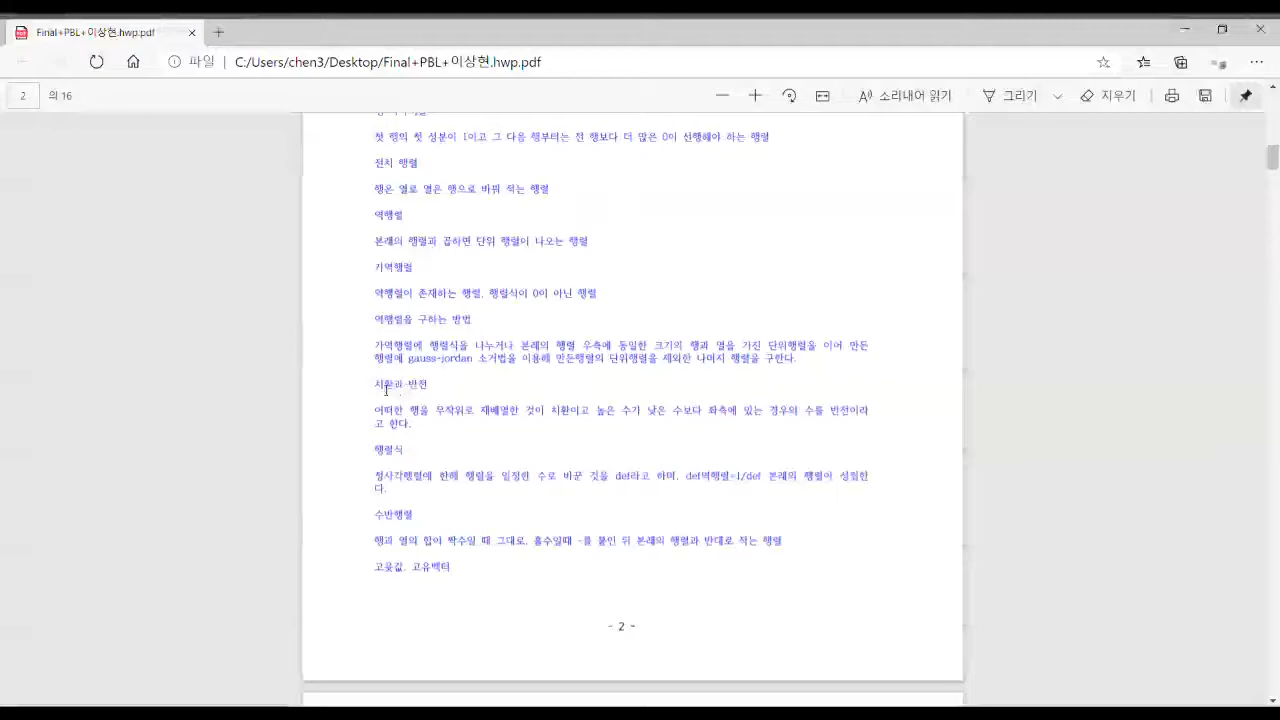 Final+PBL+이상현.hwp.pdf
파일 C:/Users/chen3/Desktop/Final+PBL+이상현.hwp.pdf
2 의 16 소리내어 읽기 그리기 지우기
첫 행의 첫 성분이 1이고 그 다음 행부터는 전 행보다 더 많은 0이 선행해야 하는 행렬
전치 행렬
행은 열로 열은 행으로 바꿔 적는 행렬
역행렬
본래의 행렬과 곱하면 단위 행렬이 나오는 행렬
가역행렬
역행렬이 존재하는 행렬, 행렬식이 0이 아닌 행렬
역행렬을 구하는 방법
가역행렬에 행렬식을 나누거나 본래의 행렬 우측에 동일한 크기의 행과 열을 가진 단위행렬을 이어 만든
행렬에 gauss-jordan 소거법을 이용해 만든행렬의 단위행렬을 제외한 나머지 행렬을 구한다.
치환과 반전
어떠한 행을 무작위로 재배열한 것이 치환이고 높은 수가 낮은 수보다 좌측에 있는 경우의 수를 반전이라
고 한다.
행렬식
정사각행렬에 한해 행렬을 일정한 수로 바꾼 것을 def라고 하며, def역행렬=1/def 본래의 행렬이 성립한
다.
수반행렬
행과 열의 합이 짝수일 때 그대로, 홀수일때 -를 붙인 뒤 본래의 행렬과 반대로 적는 행렬
고윳값, 고유벡터
- 2 -